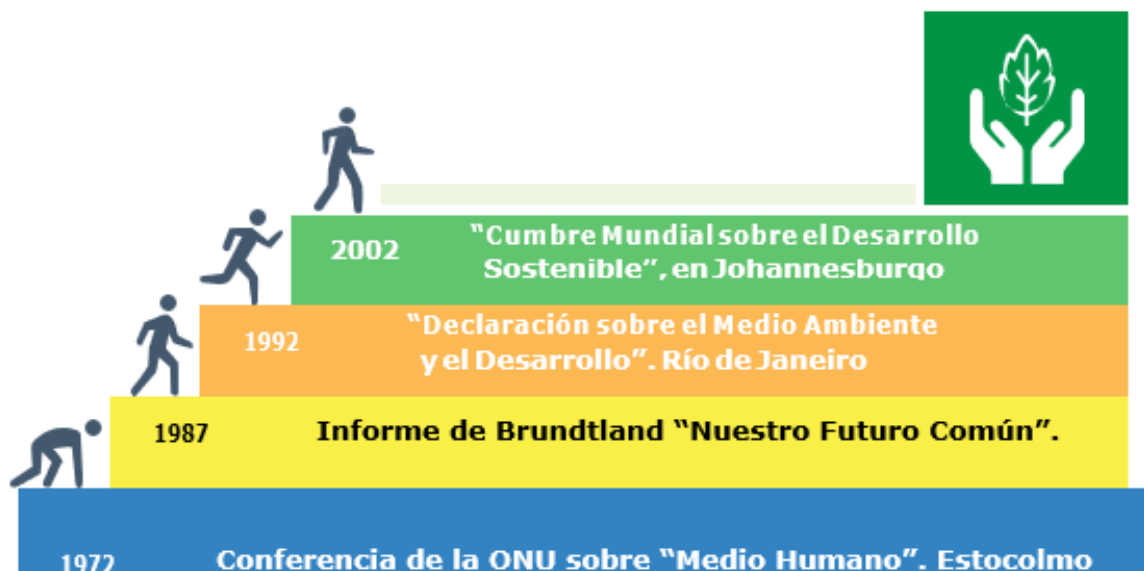 2002 "Cumbre Mundial sobre el Desarrollo
Sostenible", en Johannesburgo
1992 "Declaración sobre el Medio Ambiente
y el Desarrollo". Río de Janeiro
1987 Informe de Brundtland "Nuestro Futuro Común".
1972 Conferencia de la ONU sobre "Medio Humano". Estocolmo